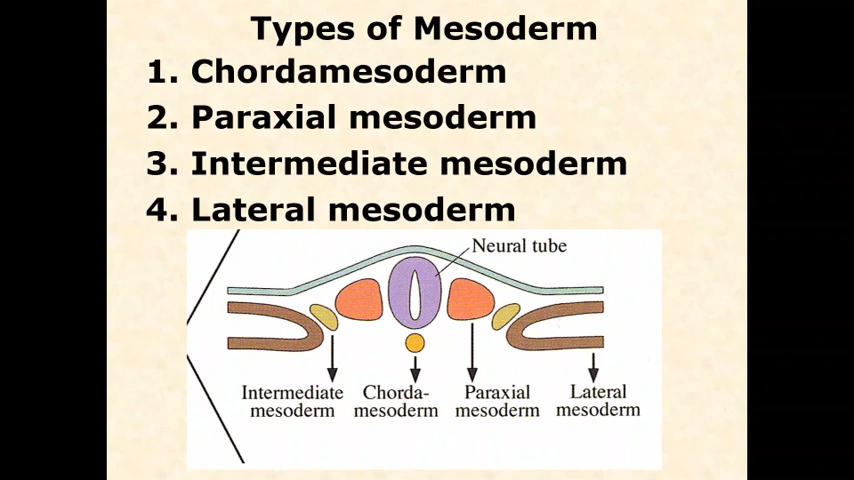 Types of Mesoderm
1. Chordamesoderm
2. Paraxial mesoderm
3. Intermediate mesoderm
4. Lateral mesoderm
Neural tube
Intermediate
mesoderm
Chorda-
mesoderm
Paraxial
mesoderm
Lateral
mesoderm